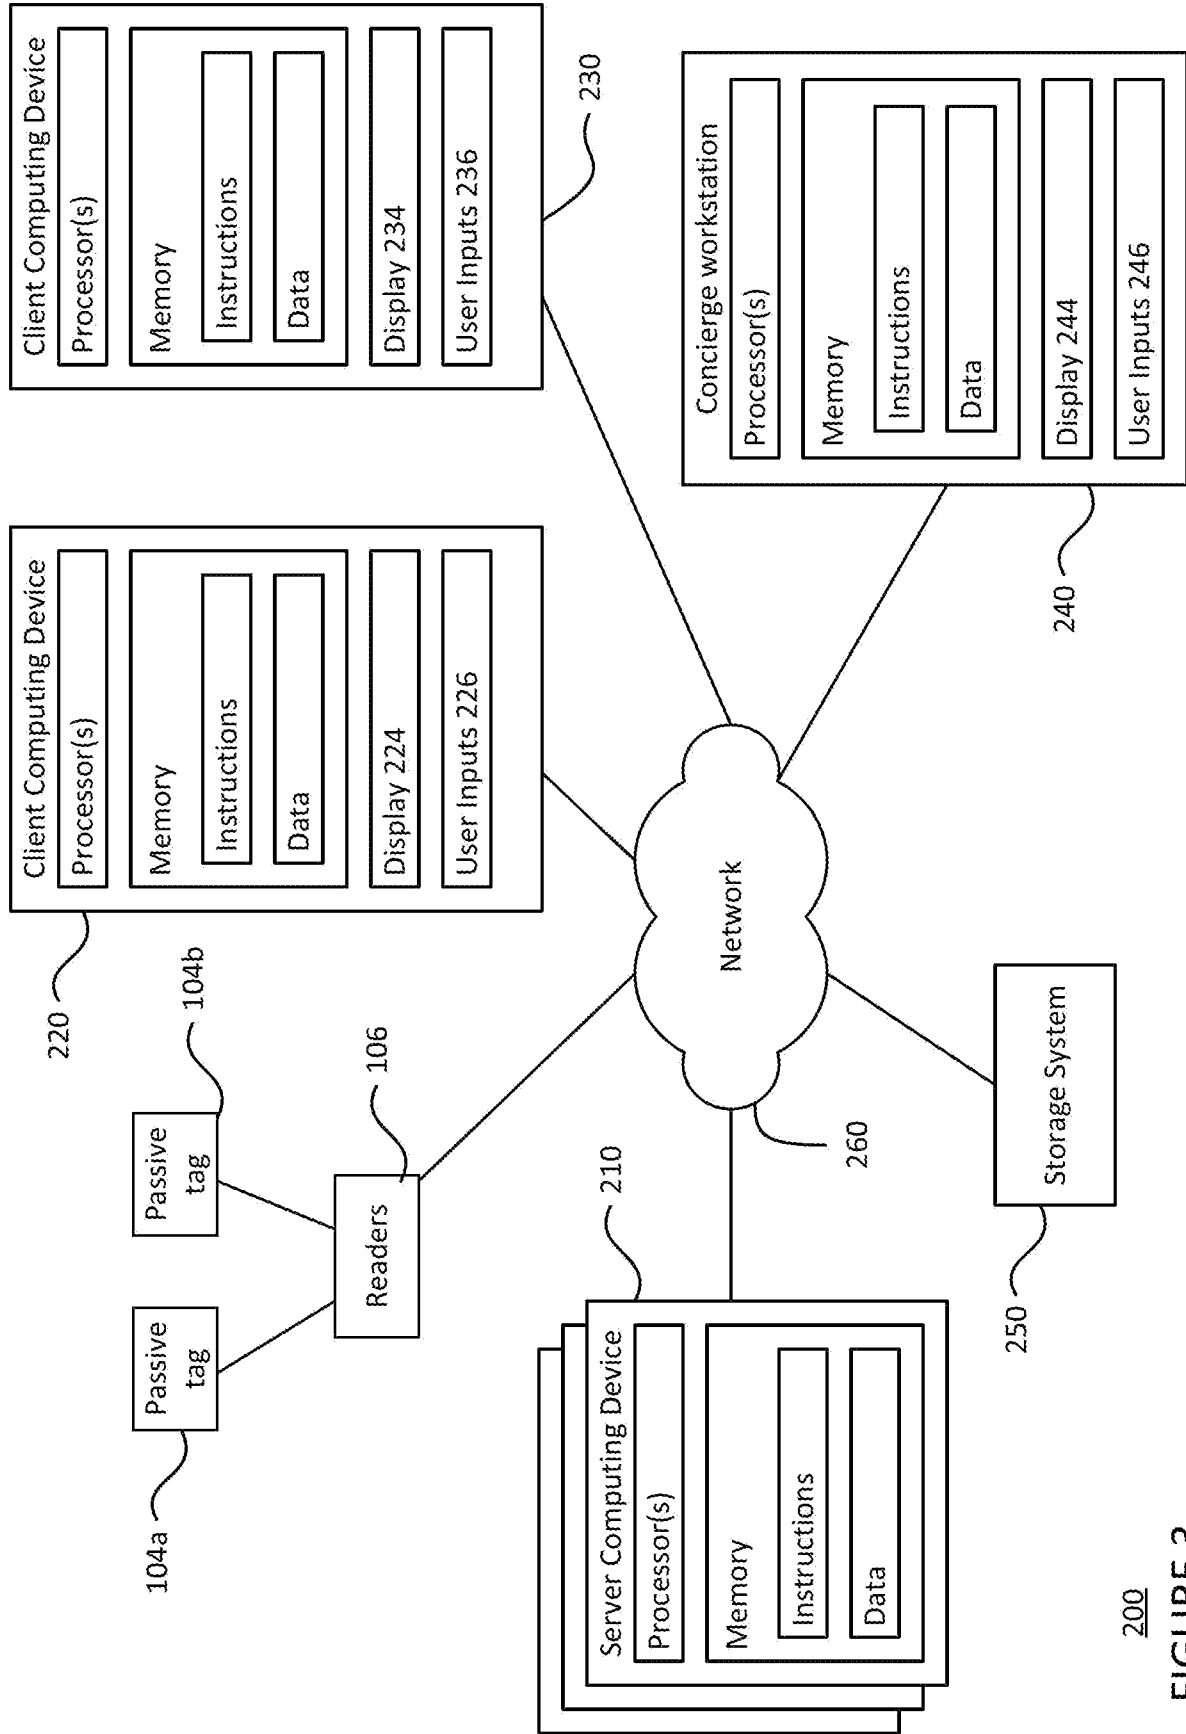 104a
Passive
tag
Passive
tag
104b
Readers
106
220
Client Computing Device
Processor(s)
Memory
Instructions
Data
Display 224
User Inputs 226
Client Computing Device
Processor(s)
Memory
Instructions
Data
Display 234
User Inputs 236
230
210
Server Computing Device
Processor(s)
Memory
Instructions
Data
Network
260
Concierge workstation
Processor(s)
Memory
Instructions
Data
Display 244
User Inputs 246
240
250
Storage System
200
FIGURE